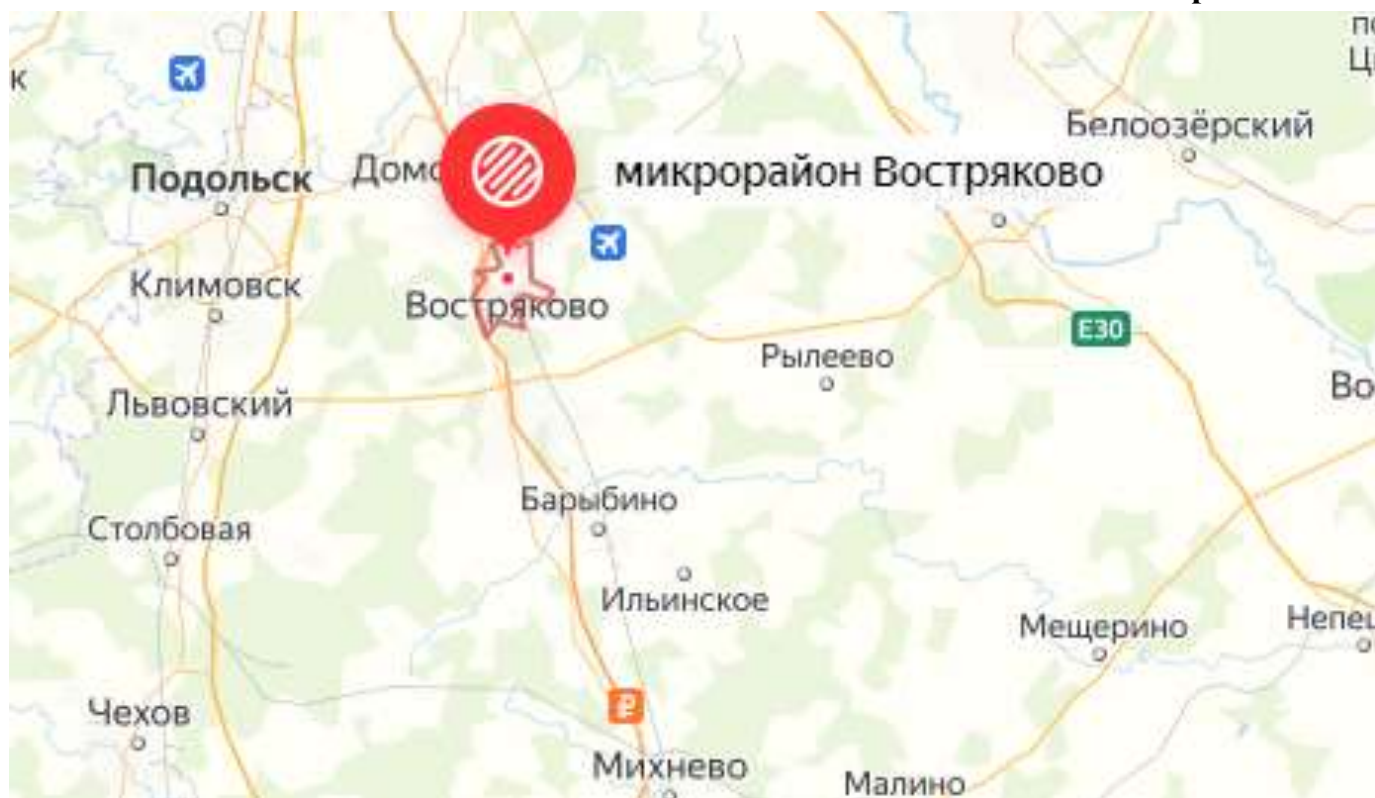 Белоозёрский
Подольск
микрорайон Востряково
Климовск
Востряково
E30
Рылеево
Львовский
Барыбино
Столбовая
Ильинское
Мещерино
Чехов
₽
Михнево
Малино